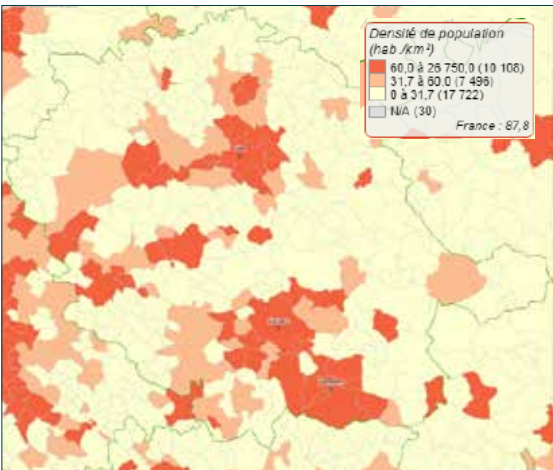 Densité de population
(hab./km²)
60,0 à 26 750,0 (10 108)
31,7 à 60,0 (7 496)
0 à 31,7 (17 722)
N/A (30)
France : 87,8